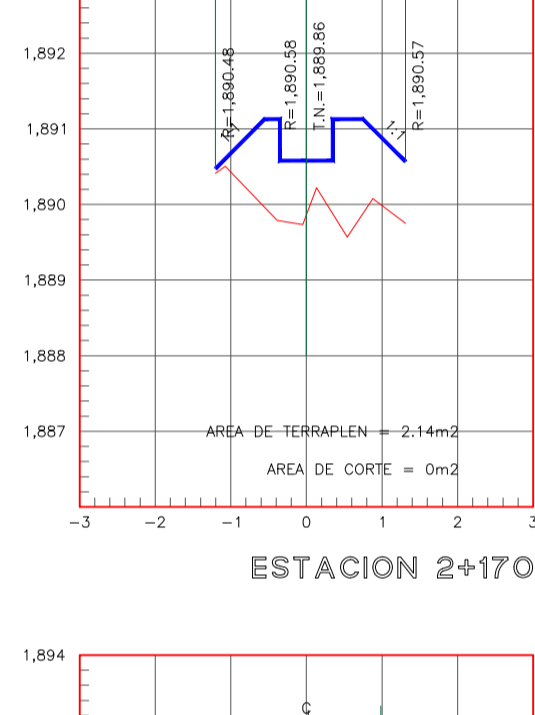 1,892
R=1,890.48
R=1,890.58
T.N.=1,889.86
R=1,890.57
1,891
1:1
1:1
1,890
1,889
1,888
1,887
AREA DE TERRAPLEN = 2.14m2
AREA DE CORTE = 0m2
-3 -2 -1 0 1 2 3
ESTACION 2+170
1,894